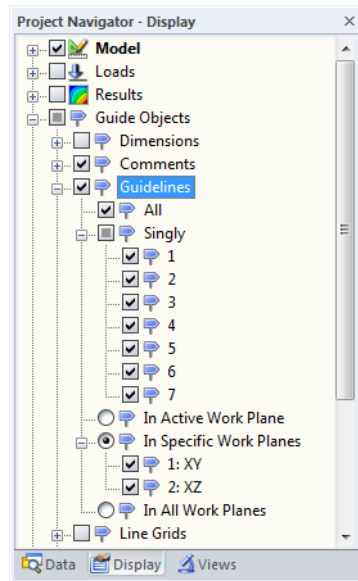 Project Navigator - Display
Model
Loads
Results
Guide Objects
Dimensions
Comments
Guidelines
All
Singly
1
2
3
4
5
6
7
In Active Work Plane
In Specific Work Planes
1: XY
2: XZ
In All Work Planes
Line Grids
Data Display Views